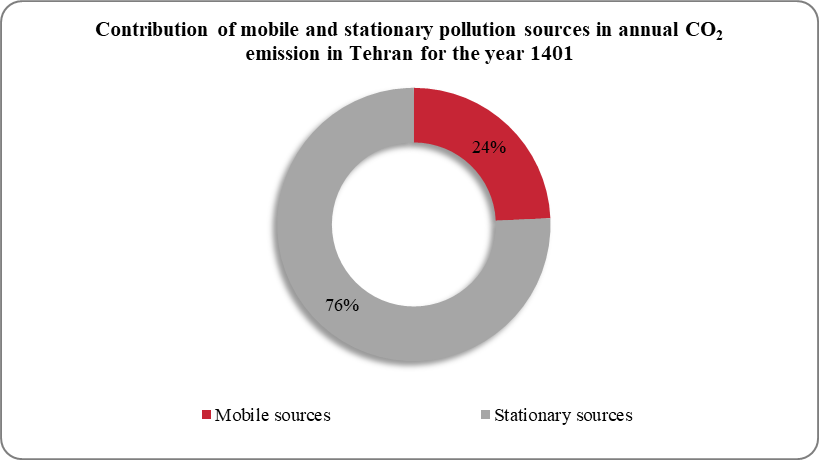 Contribution of mobile and stationary pollution sources in annual CO₂
emission in Tehran for the year 1401
24%
76%
Mobile sources
Stationary sources